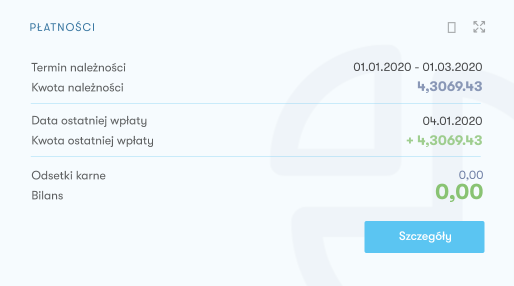 PŁATNOŚCI
Termin należności 01.01.2020 - 01.03.2020
Kwota należności 4,3069.43
Data ostatniej wpłaty 04.01.2020
Kwota ostatniej wpłaty + 4,3069.43
Odsetki karne 0,00
Bilans 0,00
Szczegóły